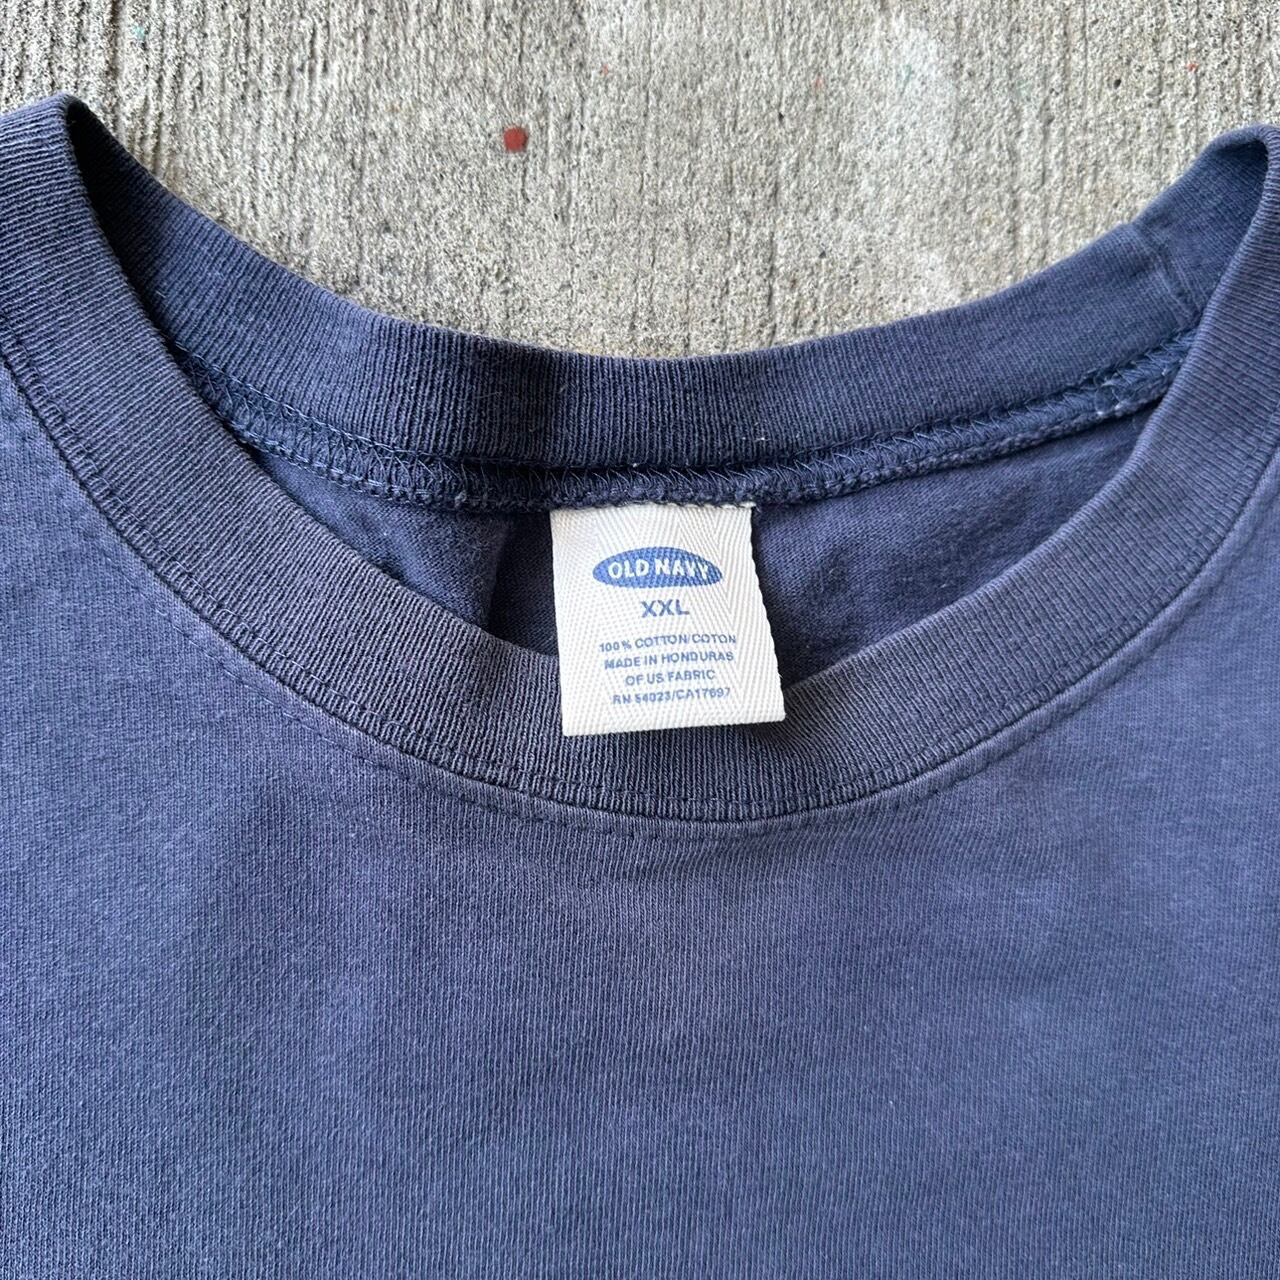 OLD NAVY
XXL
100% COTTON/COTON
MADE IN HONDURAS
OF US FABRIC
RN 54023/CA17897